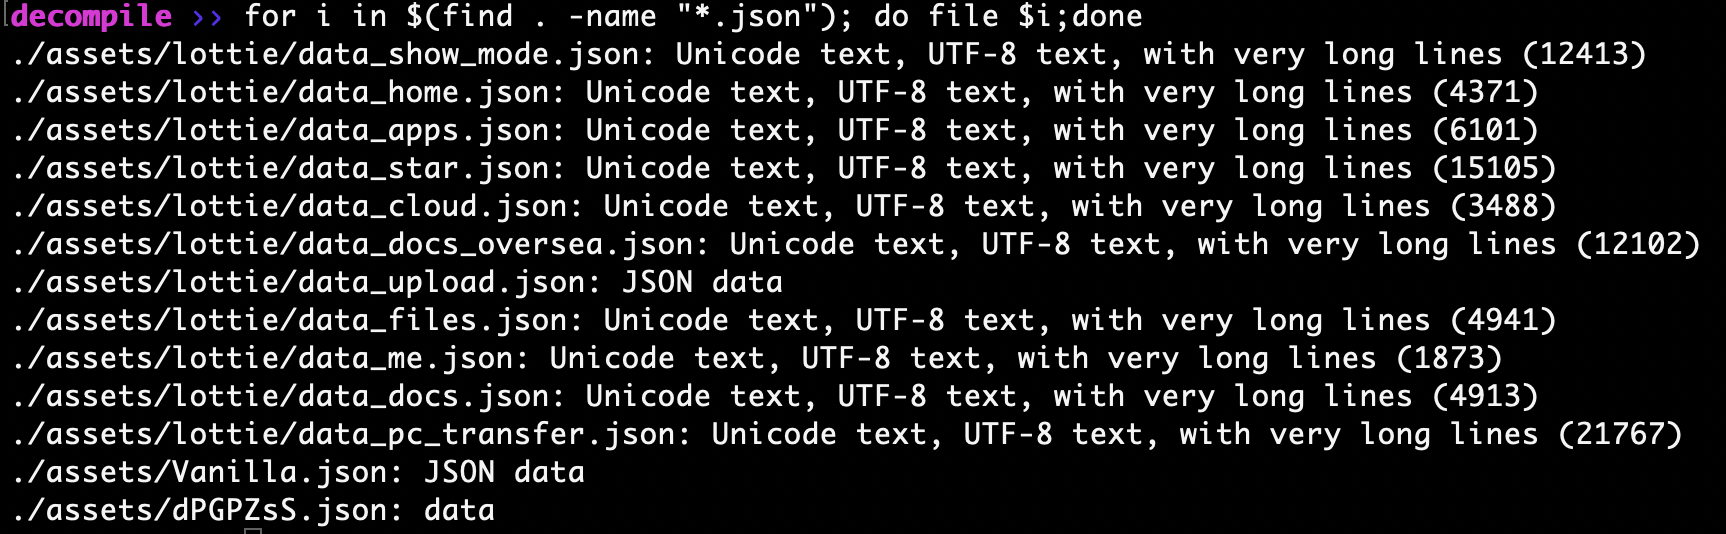 decompile >> for i in $(find . -name "*.json"); do file $i;done
./assets/lottie/data_show_mode.json: Unicode text, UTF-8 text, with very long lines (12413)
./assets/lottie/data_home.json: Unicode text, UTF-8 text, with very long lines (4371)
./assets/lottie/data_apps.json: Unicode text, UTF-8 text, with very long lines (6101)
./assets/lottie/data_star.json: Unicode text, UTF-8 text, with very long lines (15105)
./assets/lottie/data_cloud.json: Unicode text, UTF-8 text, with very long lines (3488)
./assets/lottie/data_docs_oversea.json: Unicode text, UTF-8 text, with very long lines (12102)
./assets/lottie/data_upload.json: JSON data
./assets/lottie/data_files.json: Unicode text, UTF-8 text, with very long lines (4941)
./assets/lottie/data_me.json: Unicode text, UTF-8 text, with very long lines (1873)
./assets/lottie/data_docs.json: Unicode text, UTF-8 text, with very long lines (4913)
./assets/lottie/data_pc_transfer.json: Unicode text, UTF-8 text, with very long lines (21767)
./assets/Vanilla.json: JSON data
./assets/dPGPZsS.json: data